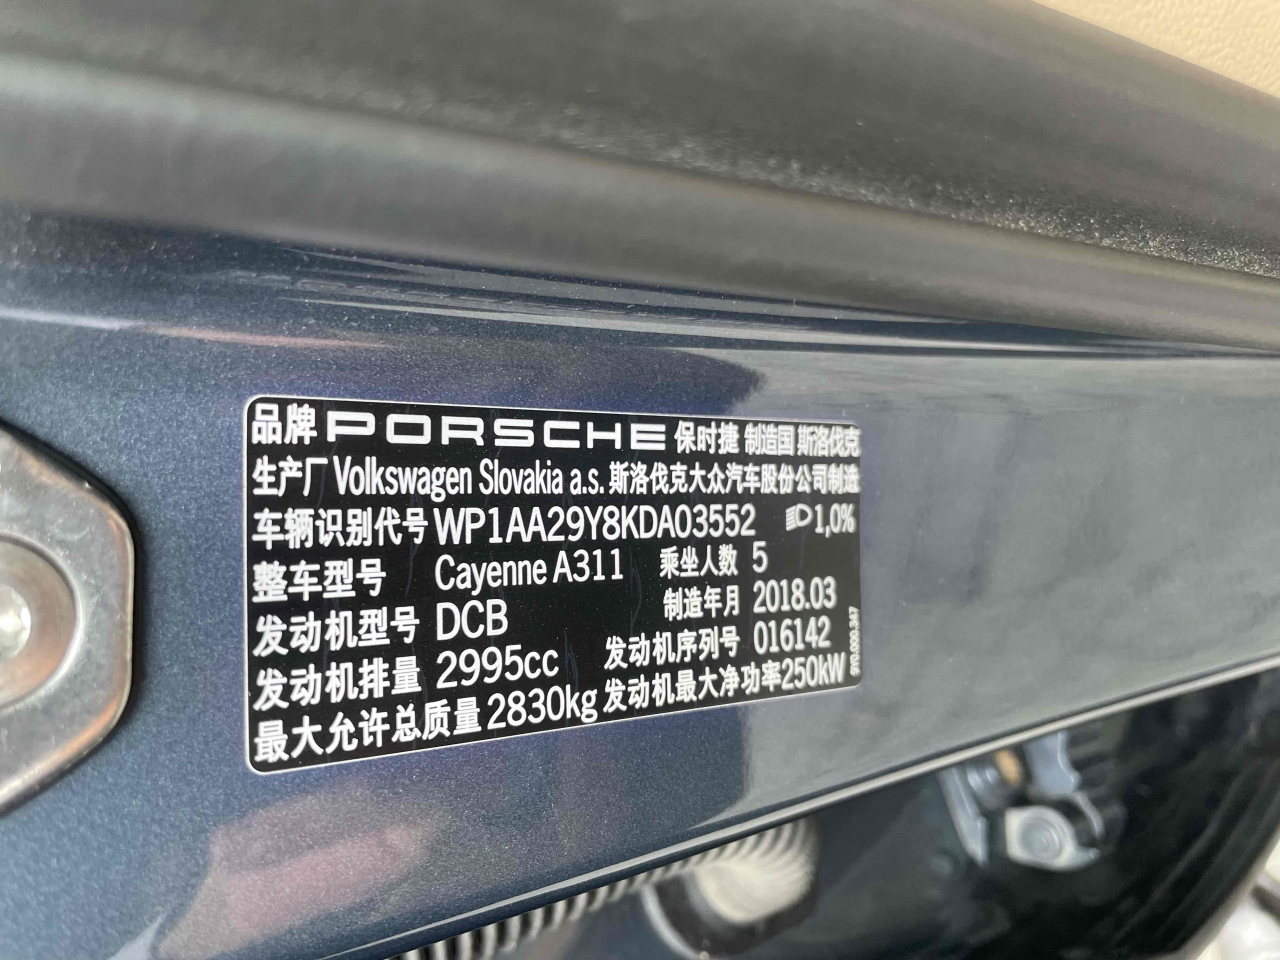 品牌 PORSCHE 保时捷 制造国 斯洛伐克
生产厂 Volkswagen Slovakia a.s. 斯洛伐克大众汽车股份公司制造
车辆识别代号 WP1AA29Y8KDA03552 1,0%
整车型号 Cayenne A311 乘坐人数 5
发动机型号 DCB 制造年月 2018.03
发动机排量 2995cc 发动机序列号 016142
最大允许总质量 2830kg 发动机最大净功率 250kW
9Y0.000.347